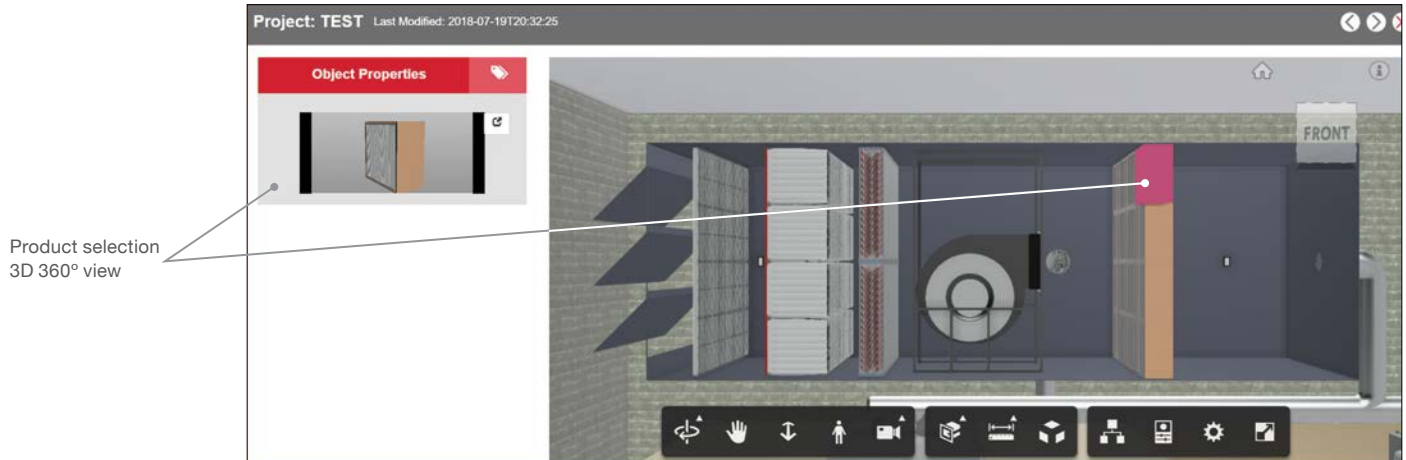 Project: TEST Last Modified: 2018-07-19T20:32:25
Object Properties
FRONT
Product selection
3D 360º view